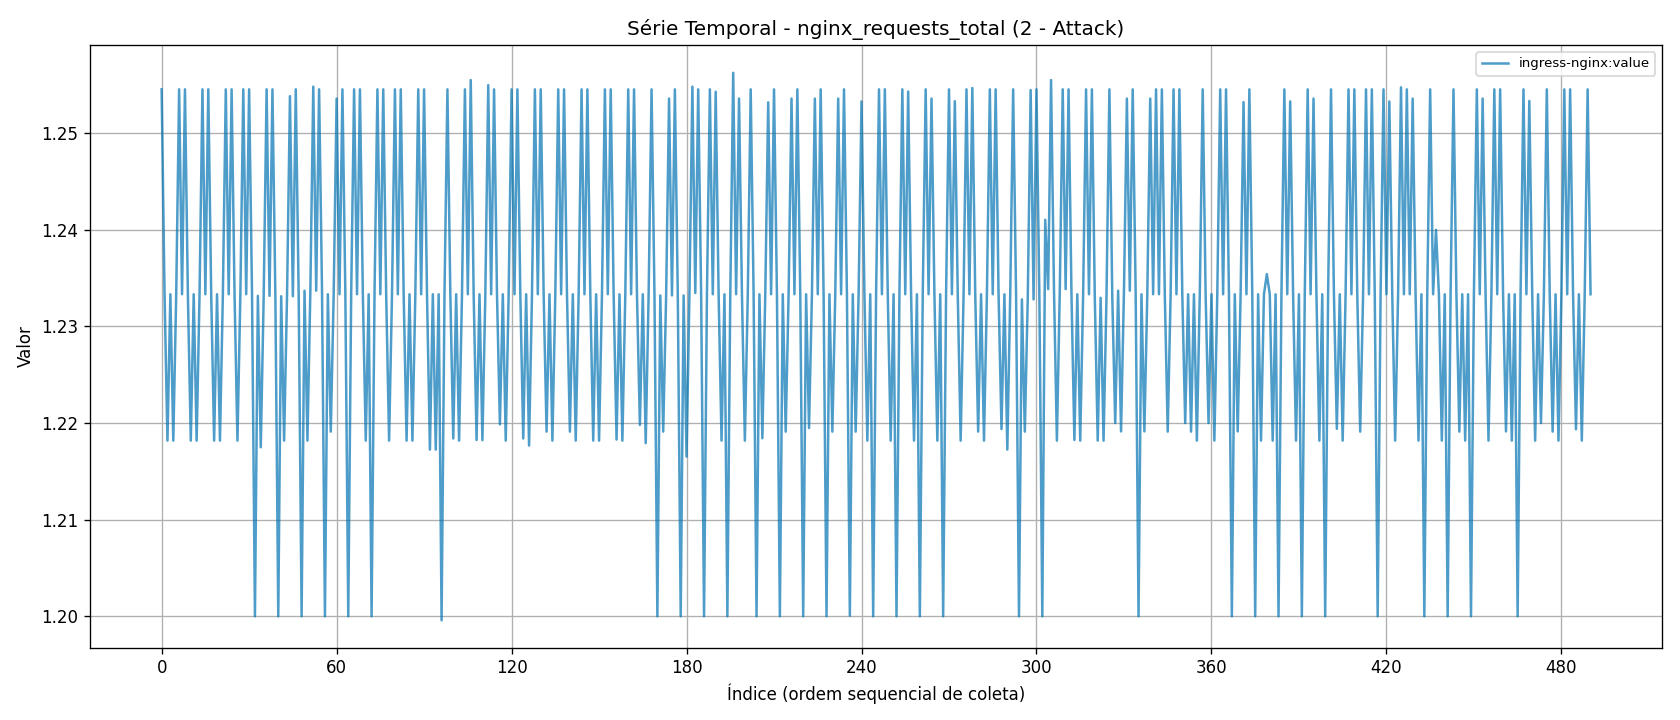 Série Temporal - nginx_requests_total (2 - Attack)
ingress-nginx:value
1.25
1.24
1.23
1.22
1.21
1.20
Valor
0 60 120 180 240 300 360 420 480
Índice (ordem sequencial de coleta)